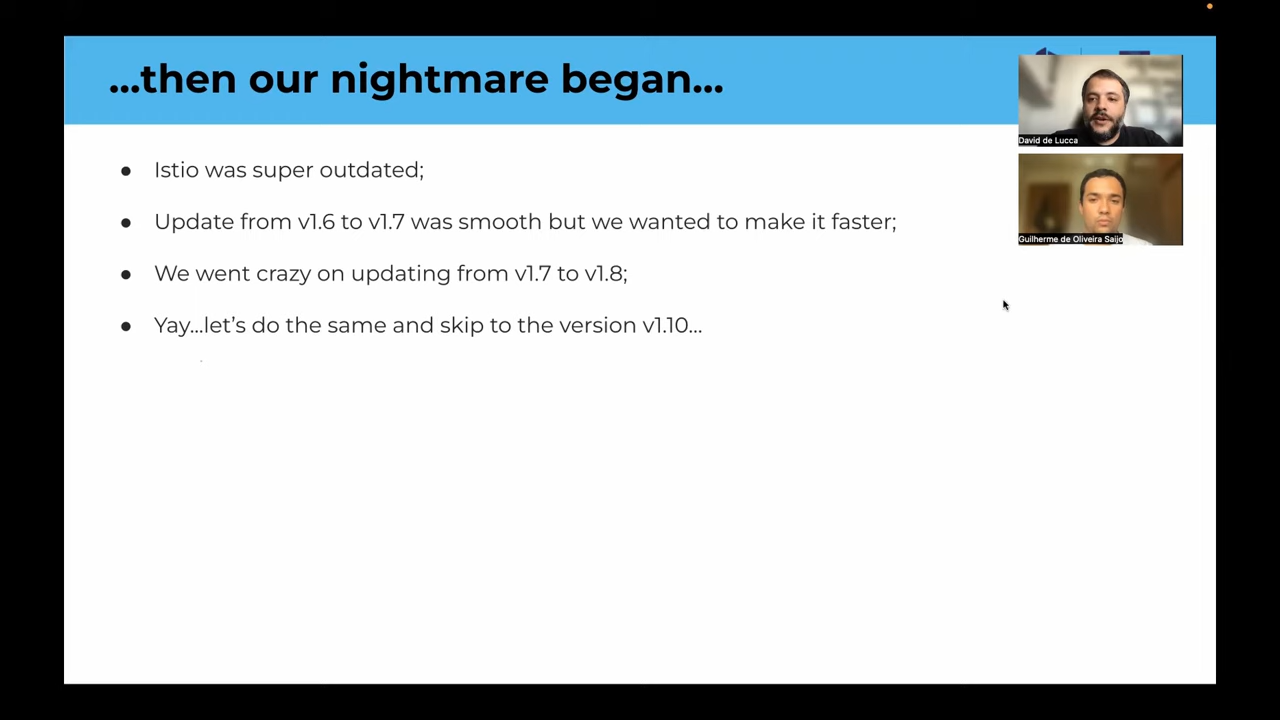 ...then our nightmare began...
David de Lucca
Guilherme de Oliveira Saijo
● Istio was super outdated;
● Update from v1.6 to v1.7 was smooth but we wanted to make it faster;
● We went crazy on updating from v1.7 to v1.8;
● Yay...let’s do the same and skip to the version v1.10...